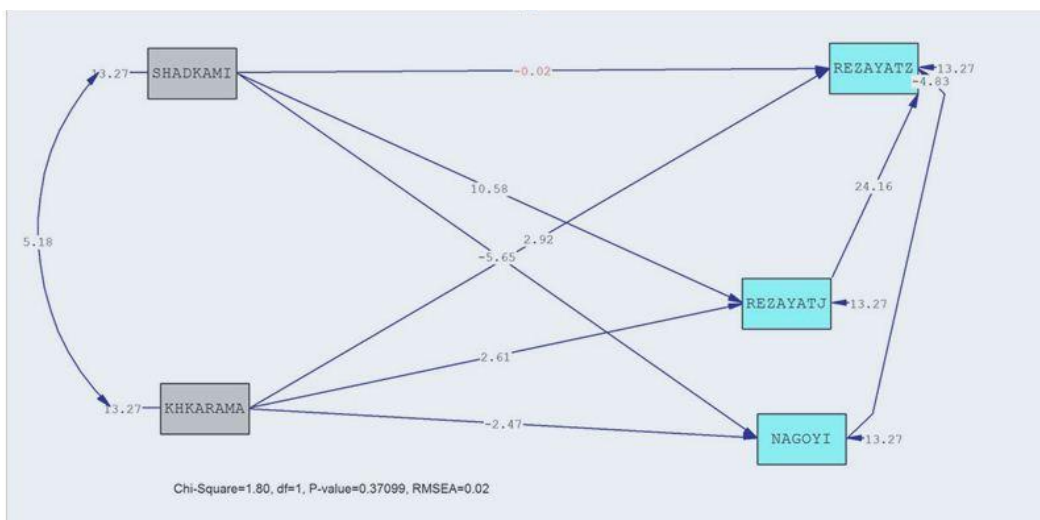 13.27
SHADKAMI
-0.02
REZAYATZ
13.27
-4.83
10.58
24.16
5.18
2.92
-5.65
REZAYATJ
13.27
2.61
13.27
KHKARAMA
-2.47
NAGOYI
13.27
Chi-Square=1.80, df=1, P-value=0.37099, RMSEA=0.02